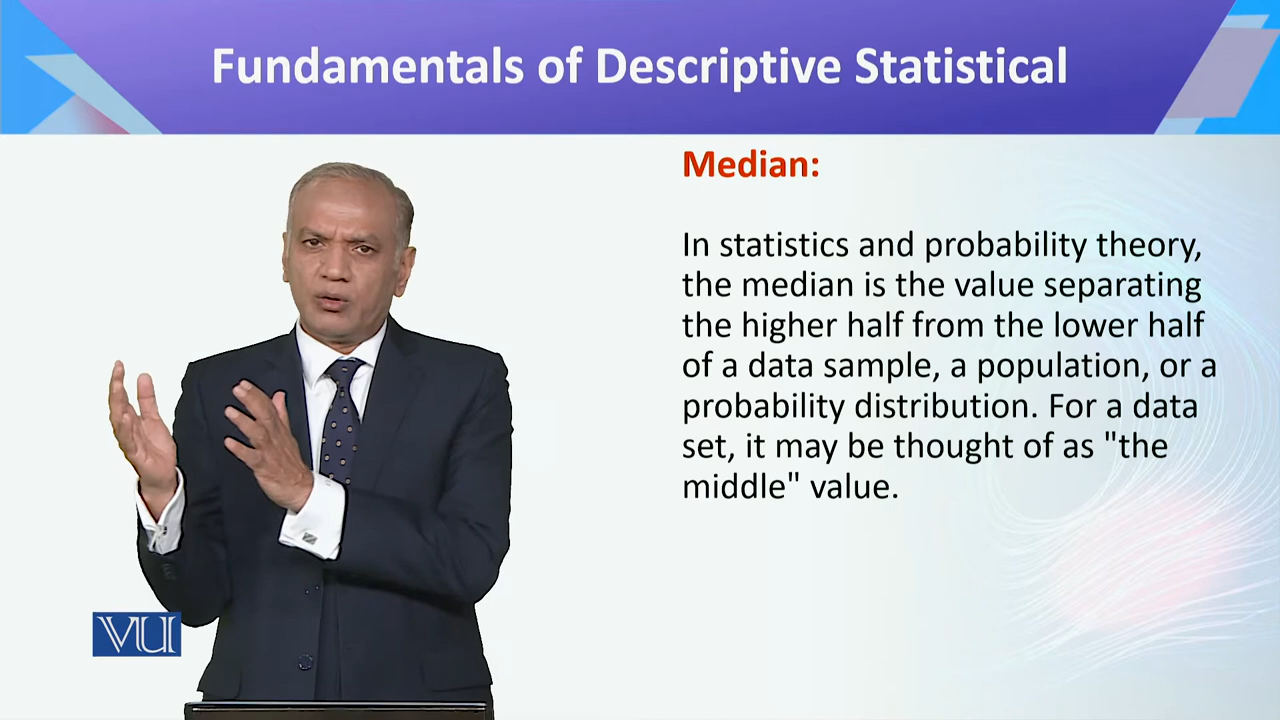 Fundamentals of Descriptive Statistical
Median:
In statistics and probability theory,
the median is the value separating
the higher half from the lower half
of a data sample, a population, or a
probability distribution. For a data
set, it may be thought of as "the
middle" value.
VU